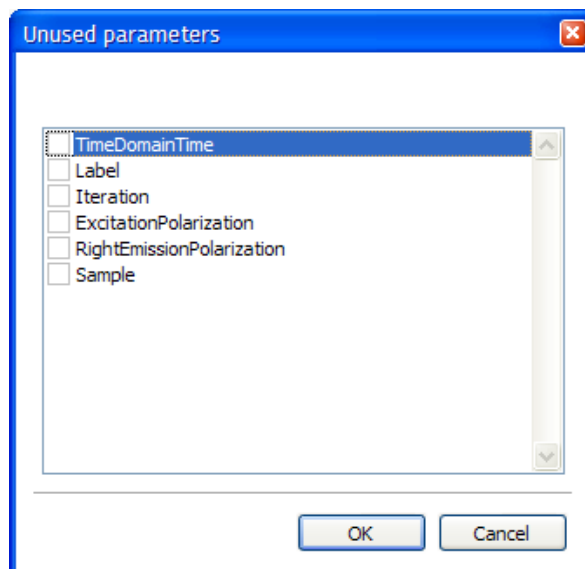 Unused parameters
TimeDomainTime
Label
Iteration
ExcitationPolarization
RightEmissionPolarization
Sample
OK Cancel